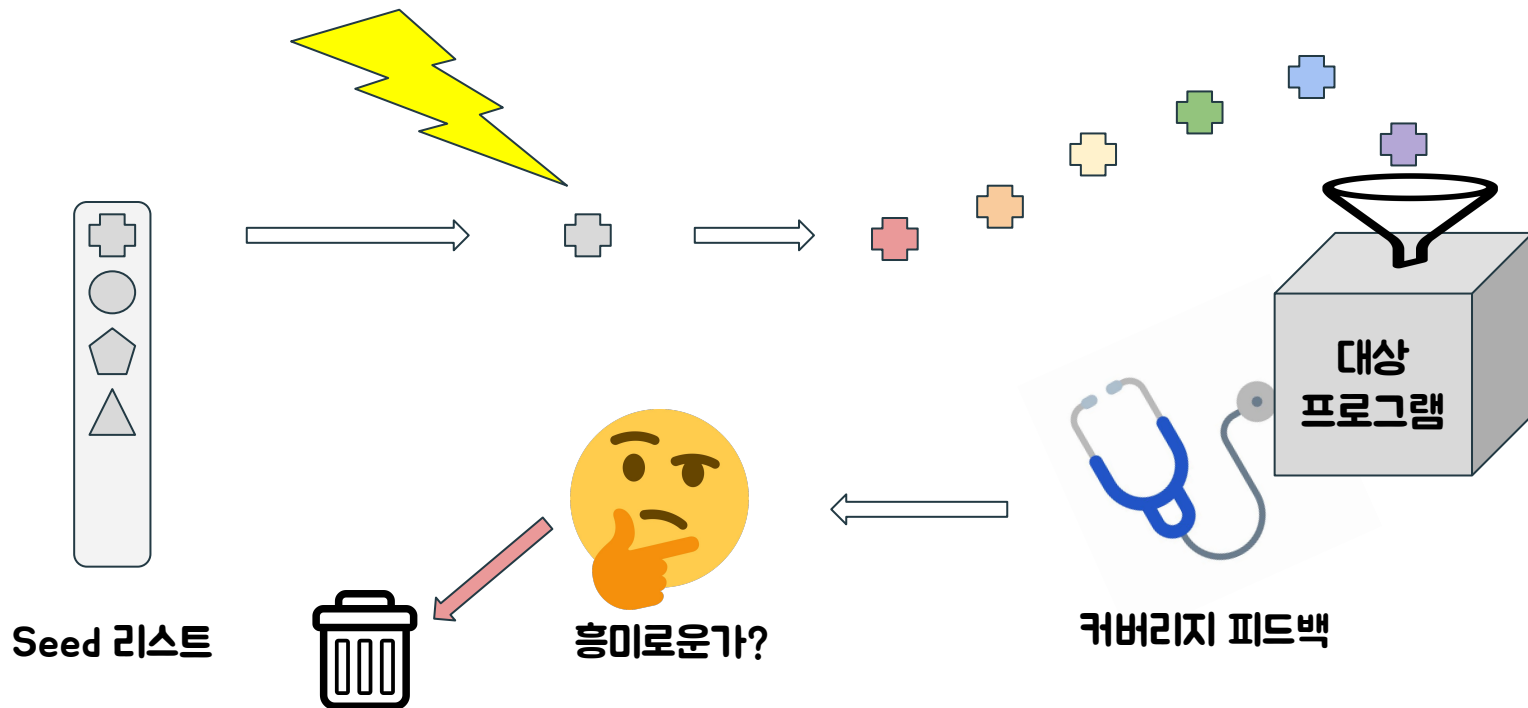 대상
프로그램
Seed 리스트
흥미로운가?
커버리지 피드백